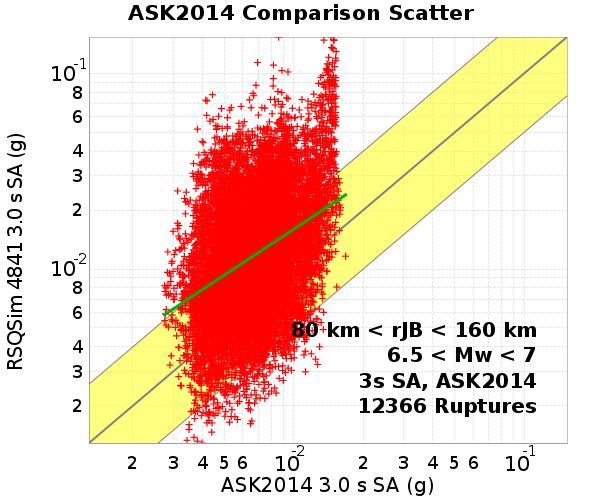 ASK2014 Comparison Scatter
RSQSim 4841 3.0 s SA (g)
10-1
8
6
4
3
2
10-2
8
6
4
3
2
80 km < rJB < 160 km
6.5 < Mw < 7
3s SA, ASK2014
12366 Ruptures
2 3 4 5 6 10-2 2 3 4 5 6 10-1
ASK2014 3.0 s SA (g)